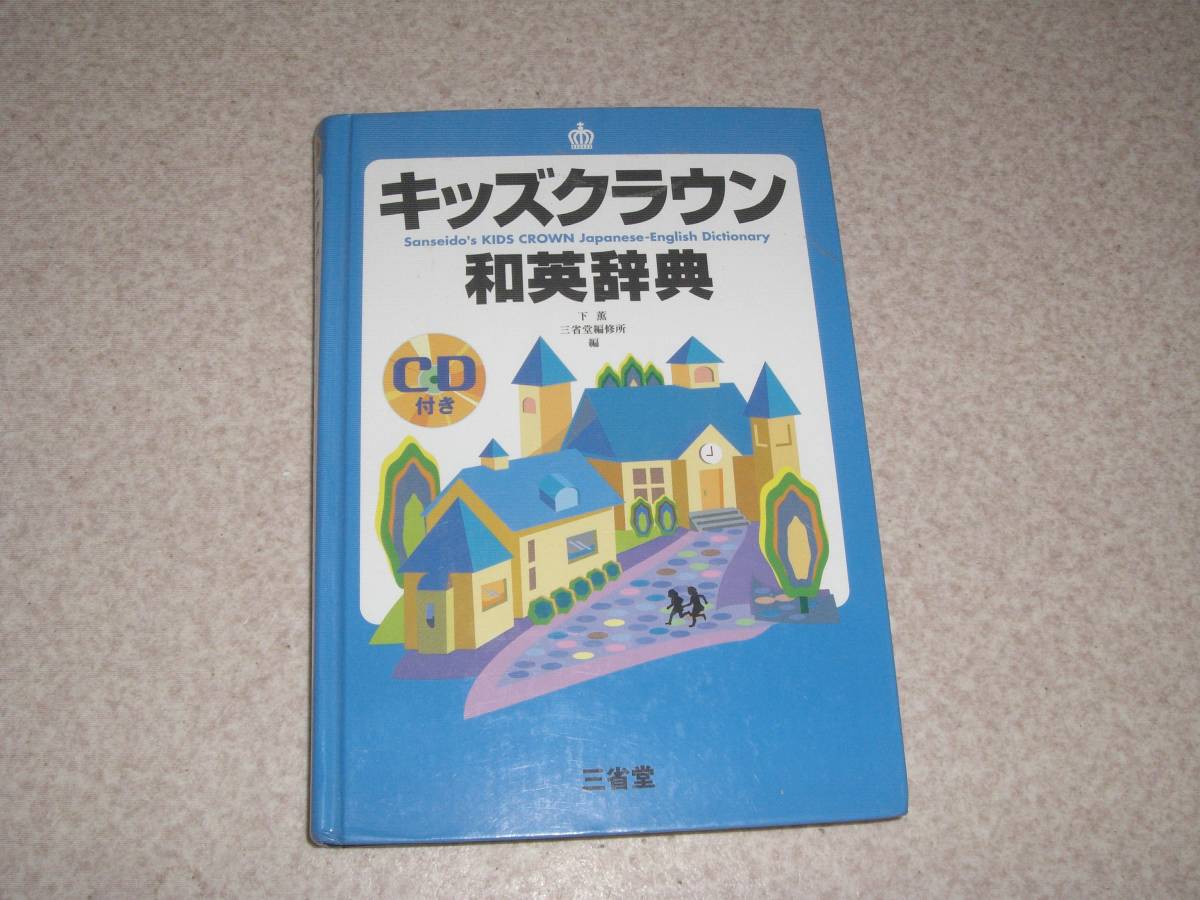 キッズクラウン
Sanseido's KIDS CROWN Japanese-English Dictionary
和英辞典
下 薫
三省堂編修所
編
CD
付き
三省堂